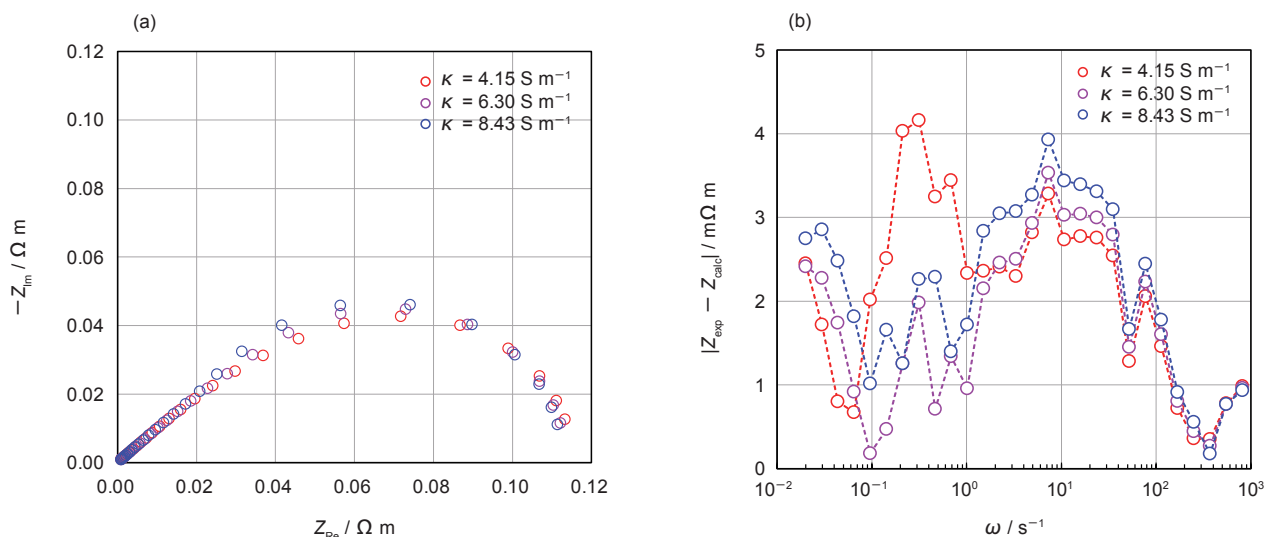 (a)
0.12
0.10
0.08
0.06
0.04
0.02
0.00
−Z_Im / Ω m
κ = 4.15 S m⁻¹
κ = 6.30 S m⁻¹
κ = 8.43 S m⁻¹
0.00 0.02 0.04 0.06 0.08 0.10 0.12
Z_Re / Ω m
(b)
5
4
3
2
1
0
|Z_exp − Z_calc| / mΩ m
κ = 4.15 S m⁻¹
κ = 6.30 S m⁻¹
κ = 8.43 S m⁻¹
10⁻² 10⁻¹ 10⁰ 10¹ 10² 10³
ω / s⁻¹